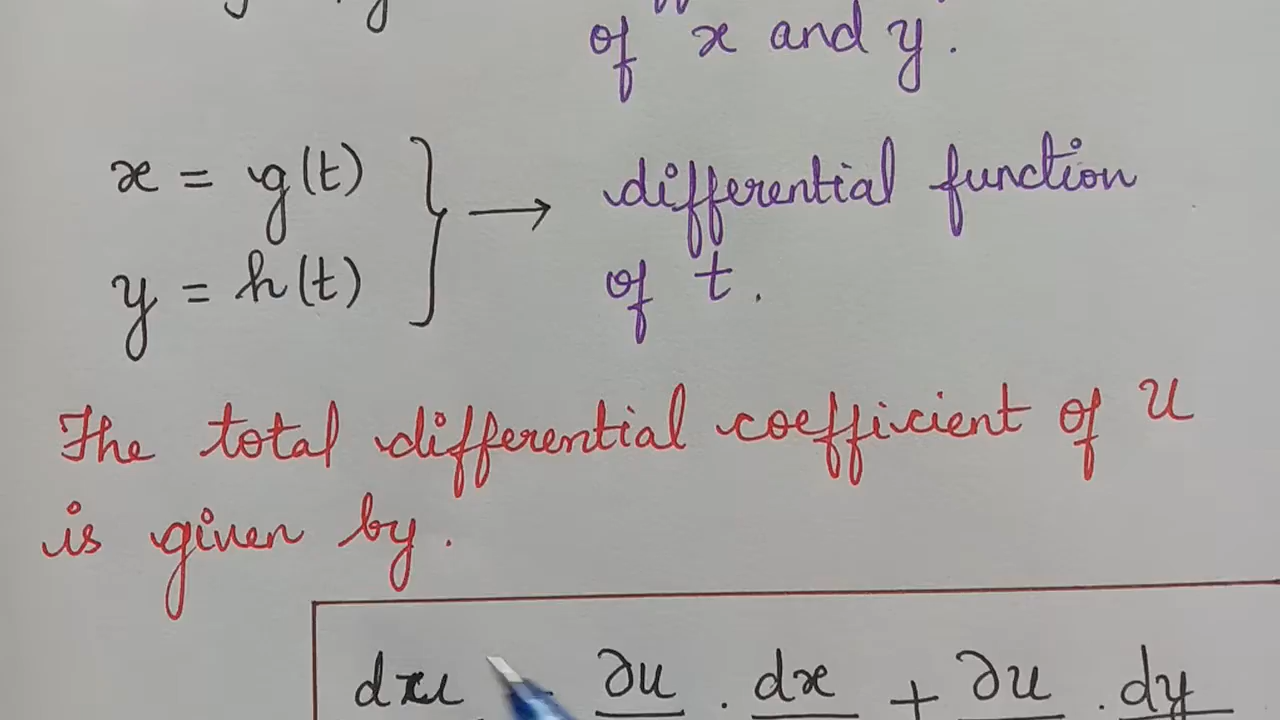 of x and y.
x = g(t)
y = h(t)
} → differential function
of t.
The total differential coefficient of u
is given by.
du ∂u . dx + ∂u . dy